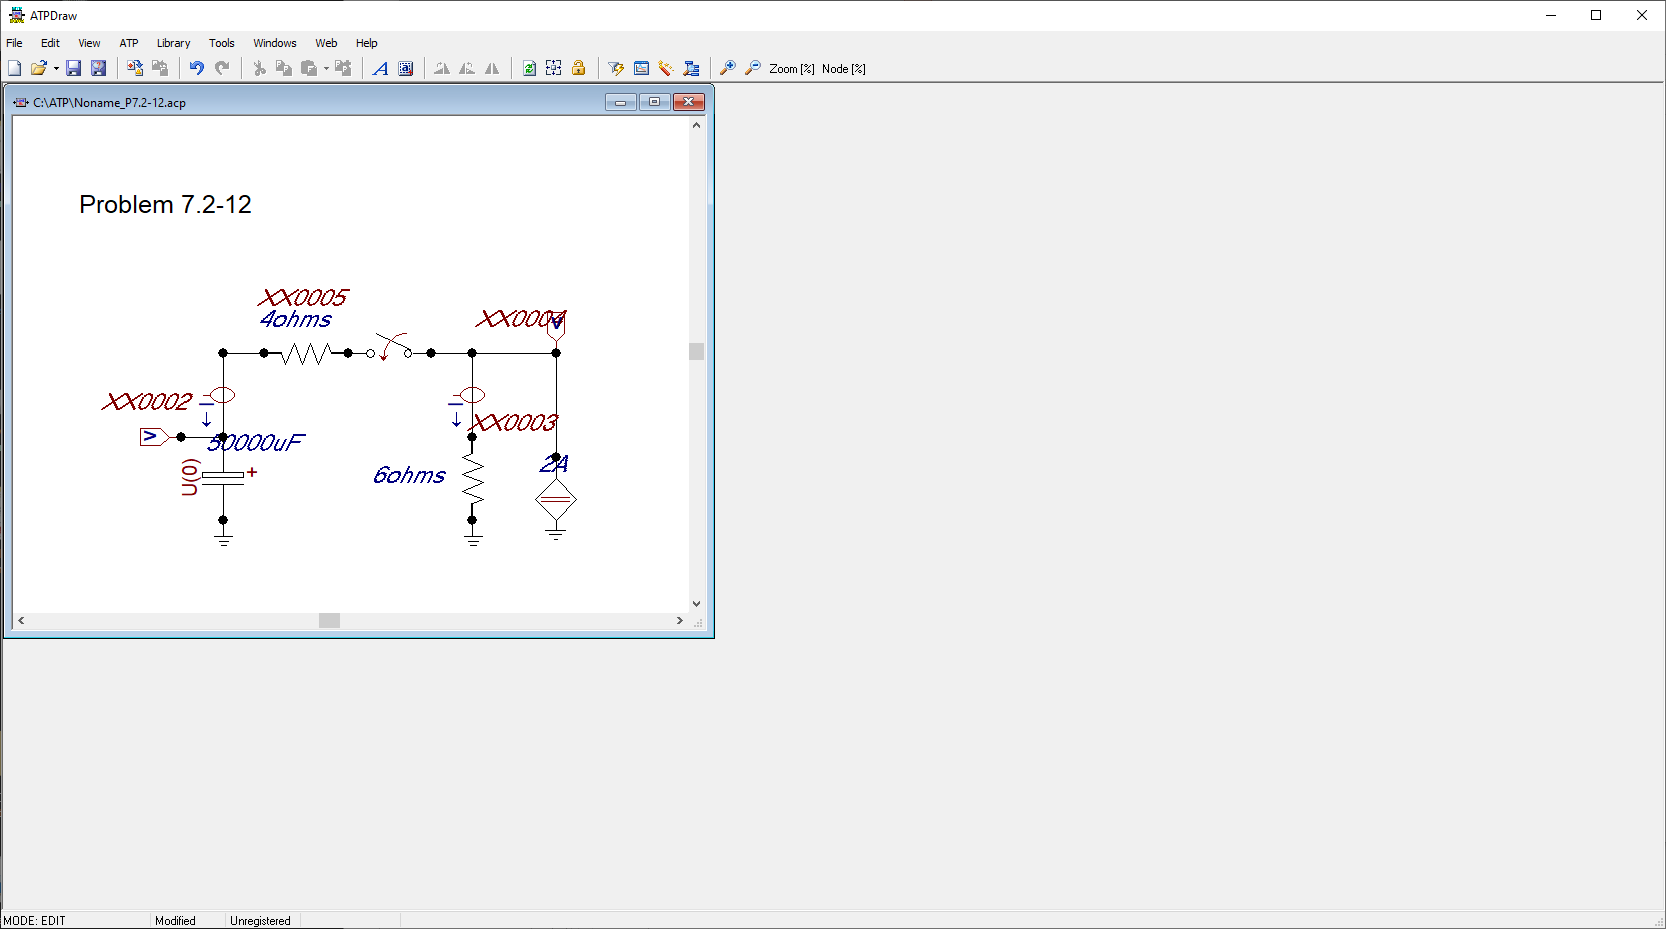 ATPDraw
File Edit View ATP Library Tools Windows Web Help
Zoom [%] Node [%]
C:\ATP\Noname_P7.2-12.acp
Problem 7.2-12
XX0005
4ohms
XX0004
V
XX0002
I
I
XX0003
V
50000uF
U(0)
+
6ohms
2A
MODE: EDIT Modified Unregistered